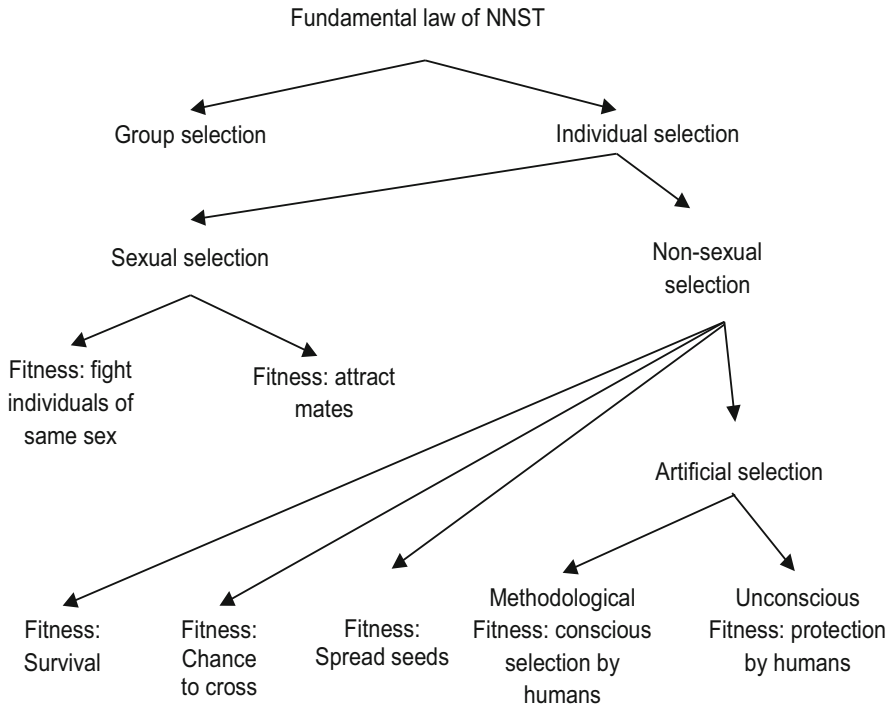 Fundamental law of NNST
Group selection
Individual selection
Sexual selection
Non-sexual
selection
Fitness: fight
individuals of
same sex
Fitness: attract
mates
Artificial selection
Fitness:
Survival
Fitness:
Chance
to cross
Fitness:
Spread seeds
Methodological
Fitness: conscious
selection by
humans
Unconscious
Fitness: protection
by humans